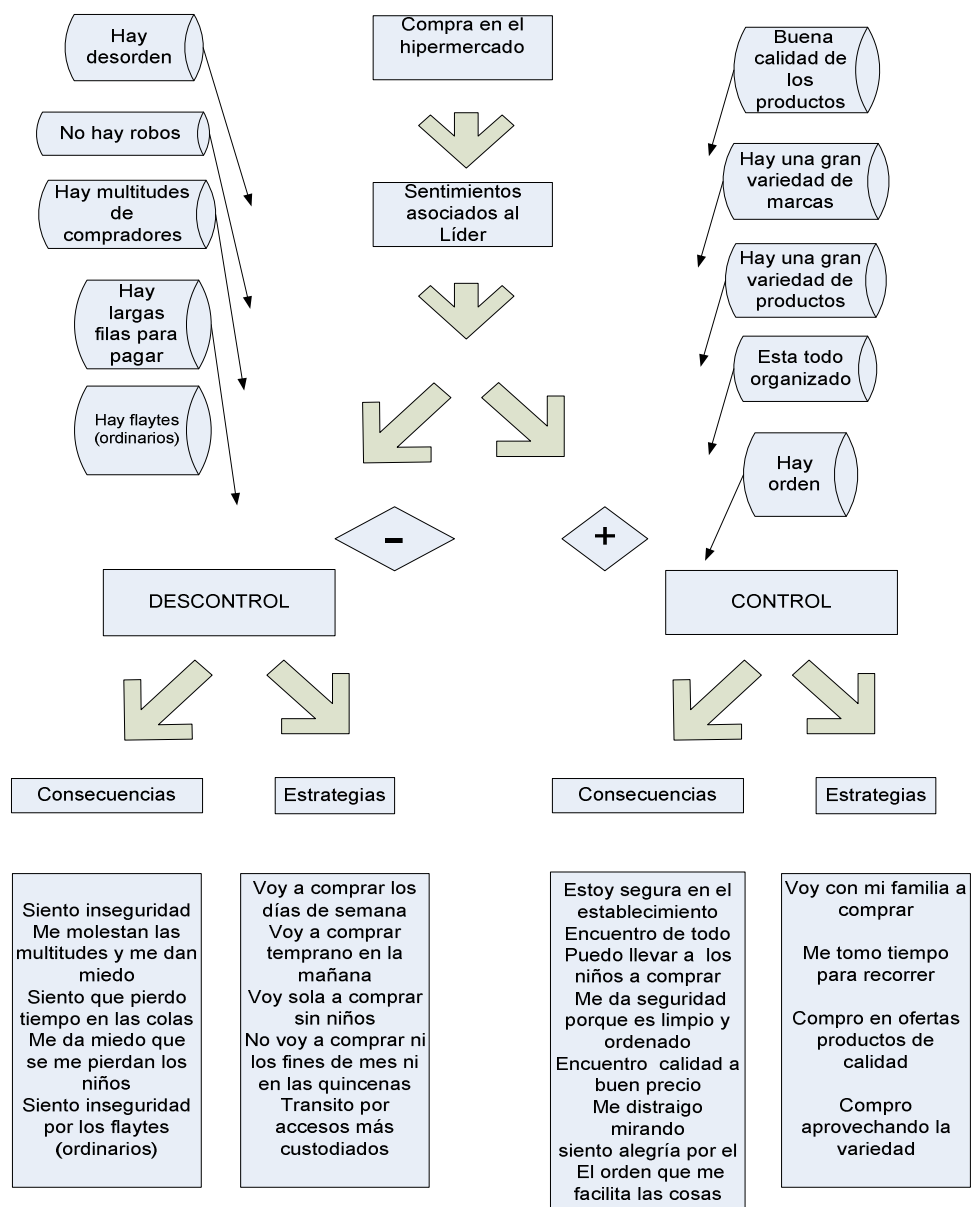 Compra en el
hipermercado
Hay
desorden
No hay robos
Hay multitudes
de
compradores
Hay
largas
filas para
pagar
Hay flaytes
(ordinarios)
Sentimientos
asociados al
Líder
Buena
calidad de
los
productos
Hay una gran
variedad de
marcas
Hay una gran
variedad de
productos
Esta todo
organizado
Hay
orden
-
+
DESCONTROL
CONTROL
Consecuencias
Estrategias
Consecuencias
Estrategias
Siento inseguridad
Me molestan las
multitudes y me dan
miedo
Siento que pierdo
tiempo en las colas
Me da miedo que
se me pierdan los
niños
Siento inseguridad
por los flaytes
(ordinarios)
Voy a comprar los
días de semana
Voy a comprar
temprano en la
mañana
Voy sola a comprar
sin niños
No voy a comprar ni
los fines de mes ni
en las quincenas
Transito por
accesos más
custodiados
Estoy segura en el
establecimiento
Encuentro de todo
Puedo llevar a los
niños a comprar
Me da seguridad
porque es limpio y
ordenado
Encuentro calidad a
buen precio
Me distraigo
mirando
siento alegría por el
El orden que me
facilita las cosas
Voy con mi familia a
comprar
Me tomo tiempo
para recorrer
Compro en ofertas
productos de
calidad
Compro
aprovechando la
variedad